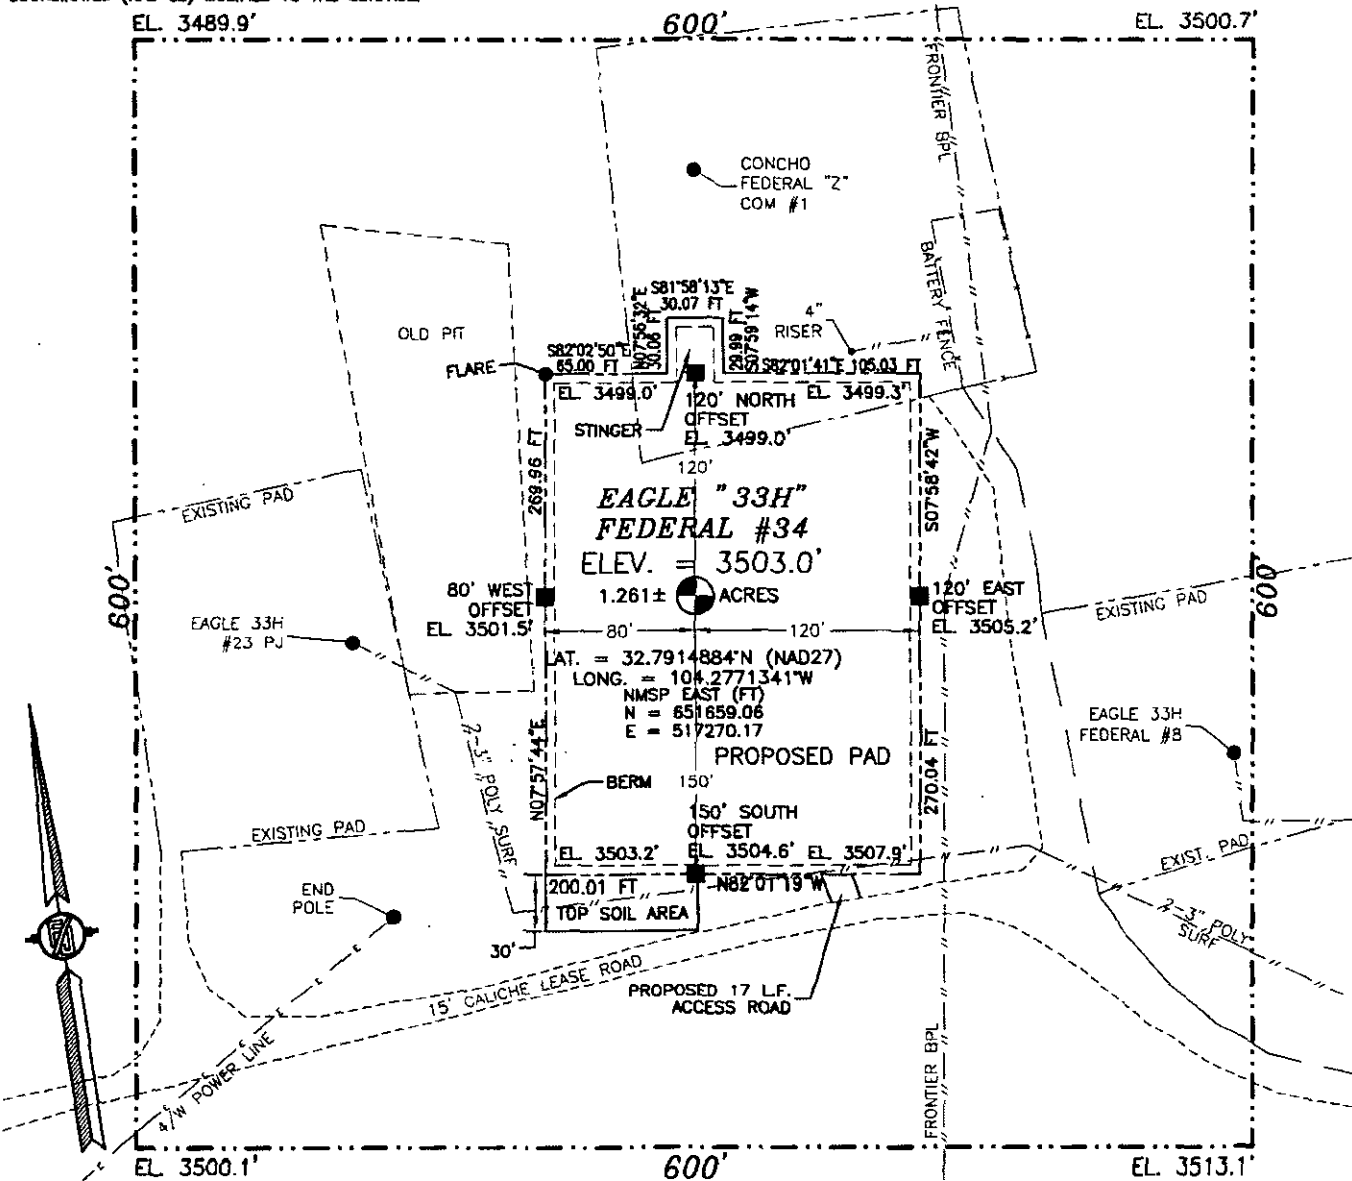 EL. 3489.9'
600'
EL. 3500.7'
FRONTIER BPL
CONCHO
FEDERAL "Z"
COM #1
BATTERY FENCE
S81°58'13"E
30.07 FT
N07°56'32"E
30.06 FT
29.99 FT
S07°59'14"W
4"
RISER
OLD PIT
FLARE
S82°02'50"E
65.00 FT
S82°01'41"E 105.03 FT
EL. 3499.0'
EL. 3499.3'
120' NORTH
OFFSET
EL. 3499.0'
STINGER
120'
269.96 FT
S07°58'42"W
EXISTING PAD
EAGLE "33H"
FEDERAL #34
ELEV. = 3503.0'
1.261± ACRES
600'
80' WEST
OFFSET
EL. 3501.5'
120' EAST
OFFSET
EL. 3505.2'
EXISTING PAD
600'
80'
120'
EAGLE 33H
#23 PJ
LAT. = 32.7914884°N (NAD27)
LONG. = 104.2771341°W
NMSP EAST (FT)
N = 651659.06
E = 517270.17
N07°57'44"E
2-3" POLY SURF
PROPOSED PAD
270.04 FT
EAGLE 33H
FEDERAL #8
BERM
150'
150' SOUTH
OFFSET
EL. 3504.6'
EL. 3503.2'
EL. 3507.9'
EXISTING PAD
EXIST. PAD
END
POLE
200.01 FT
N82°01'19"W
TOP SOIL AREA
30'
2-3" POLY
SURF
15' CALICHE LEASE ROAD
PROPOSED 17 L.F.
ACCESS ROAD
4/W POWER LINE
FRONTIER BPL
EL. 3500.1'
600'
EL. 3513.1'